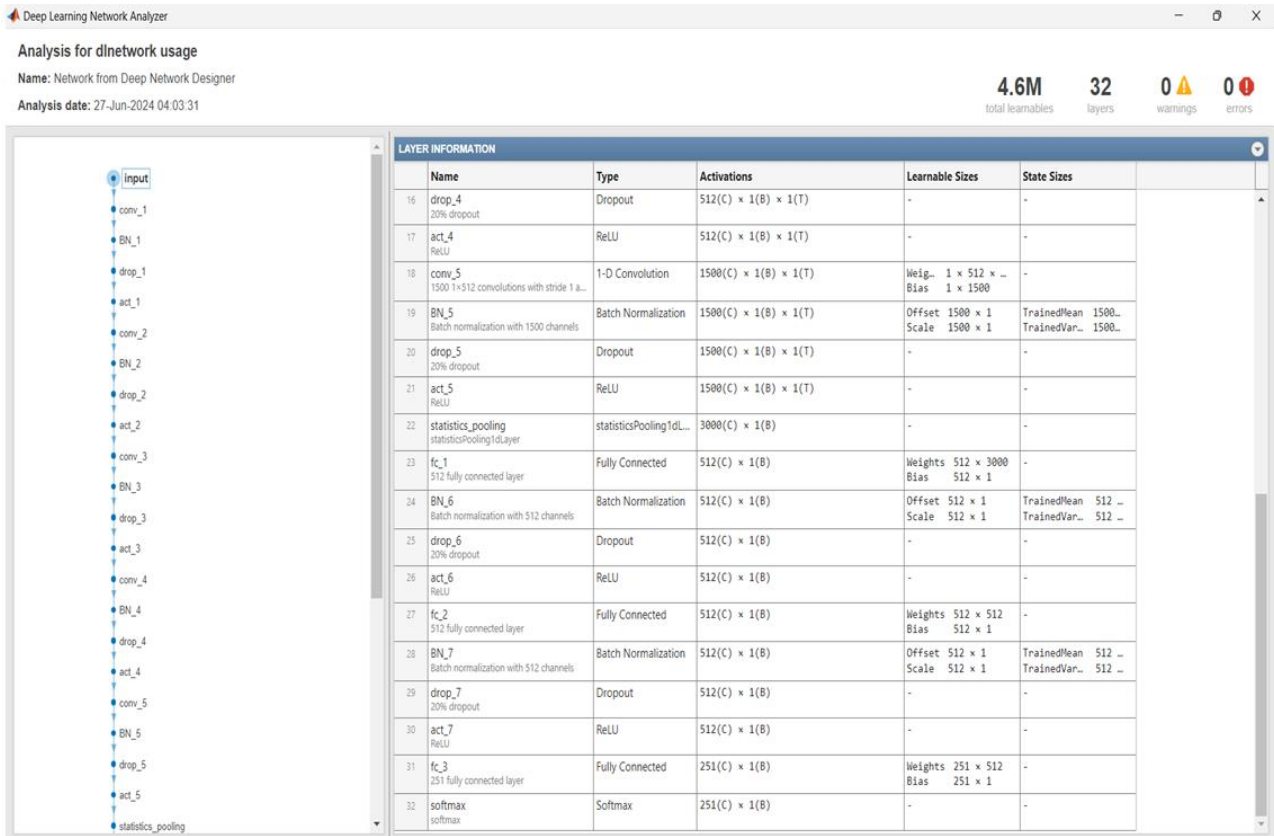 Deep Learning Network Analyzer
Analysis for dlnetwork usage
Name: Network from Deep Network Designer
Analysis date: 27-Jun-2024 04:03:31
4.6M
total learnables
32
layers
0
warnings
0
errors
input
conv_1
BN_1
drop_1
act_1
conv_2
BN_2
drop_2
act_2
conv_3
BN_3
drop_3
act_3
conv_4
BN_4
drop_4
act_4
conv_5
BN_5
drop_5
act_5
statistics_pooling
LAYER INFORMATION
Name Type Activations Learnable Sizes State Sizes
16 drop_4 Dropout 512(C) × 1(B) × 1(T) - -
20% dropout
17 act_4 ReLU 512(C) × 1(B) × 1(T) - -
ReLU
18 conv_5 1-D Convolution 1500(C) × 1(B) × 1(T) Weig… 1 × 512 × … -
1500 1×512 convolutions with stride 1 a... Bias 1 × 1500
19 BN_5 Batch Normalization 1500(C) × 1(B) × 1(T) Offset 1500 × 1 TrainedMean 1500…
Batch normalization with 1500 channels Scale 1500 × 1 TrainedVar… 1500…
20 drop_5 Dropout 1500(C) × 1(B) × 1(T) - -
20% dropout
21 act_5 ReLU 1500(C) × 1(B) × 1(T) - -
ReLU
22 statistics_pooling statisticsPooling1dL... 3000(C) × 1(B) - -
statisticsPooling1dLayer
23 fc_1 Fully Connected 512(C) × 1(B) Weights 512 × 3000 -
512 fully connected layer Bias 512 × 1
24 BN_6 Batch Normalization 512(C) × 1(B) Offset 512 × 1 TrainedMean 512 …
Batch normalization with 512 channels Scale 512 × 1 TrainedVar… 512 …
25 drop_6 Dropout 512(C) × 1(B) - -
20% dropout
26 act_6 ReLU 512(C) × 1(B) - -
ReLU
27 fc_2 Fully Connected 512(C) × 1(B) Weights 512 × 512 -
512 fully connected layer Bias 512 × 1
28 BN_7 Batch Normalization 512(C) × 1(B) Offset 512 × 1 TrainedMean 512 …
Batch normalization with 512 channels Scale 512 × 1 TrainedVar… 512 …
29 drop_7 Dropout 512(C) × 1(B) - -
20% dropout
30 act_7 ReLU 512(C) × 1(B) - -
ReLU
31 fc_3 Fully Connected 251(C) × 1(B) Weights 251 × 512 -
251 fully connected layer Bias 251 × 1
32 softmax Softmax 251(C) × 1(B) - -
softmax